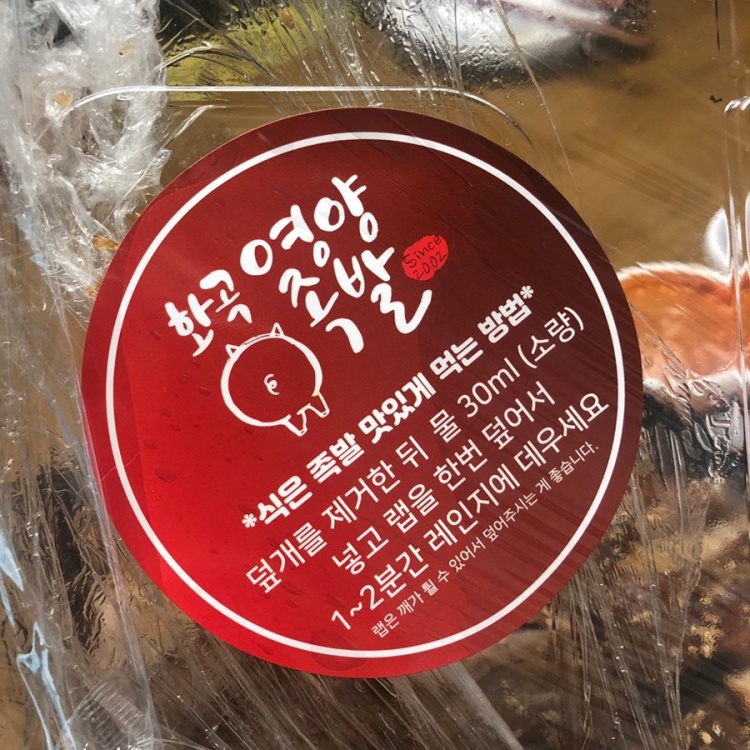 화곡영양
족발
Since
2002
*식은 족발 맛있게 먹는 방법*
덮개를 제거한 뒤 물 30ml (소량)
넣고 랩을 한번 덮어서
1~2분간 레인지에 데우세요
랩은 깨가 튈 수 있어서 덮어주시는 게 좋습니다.